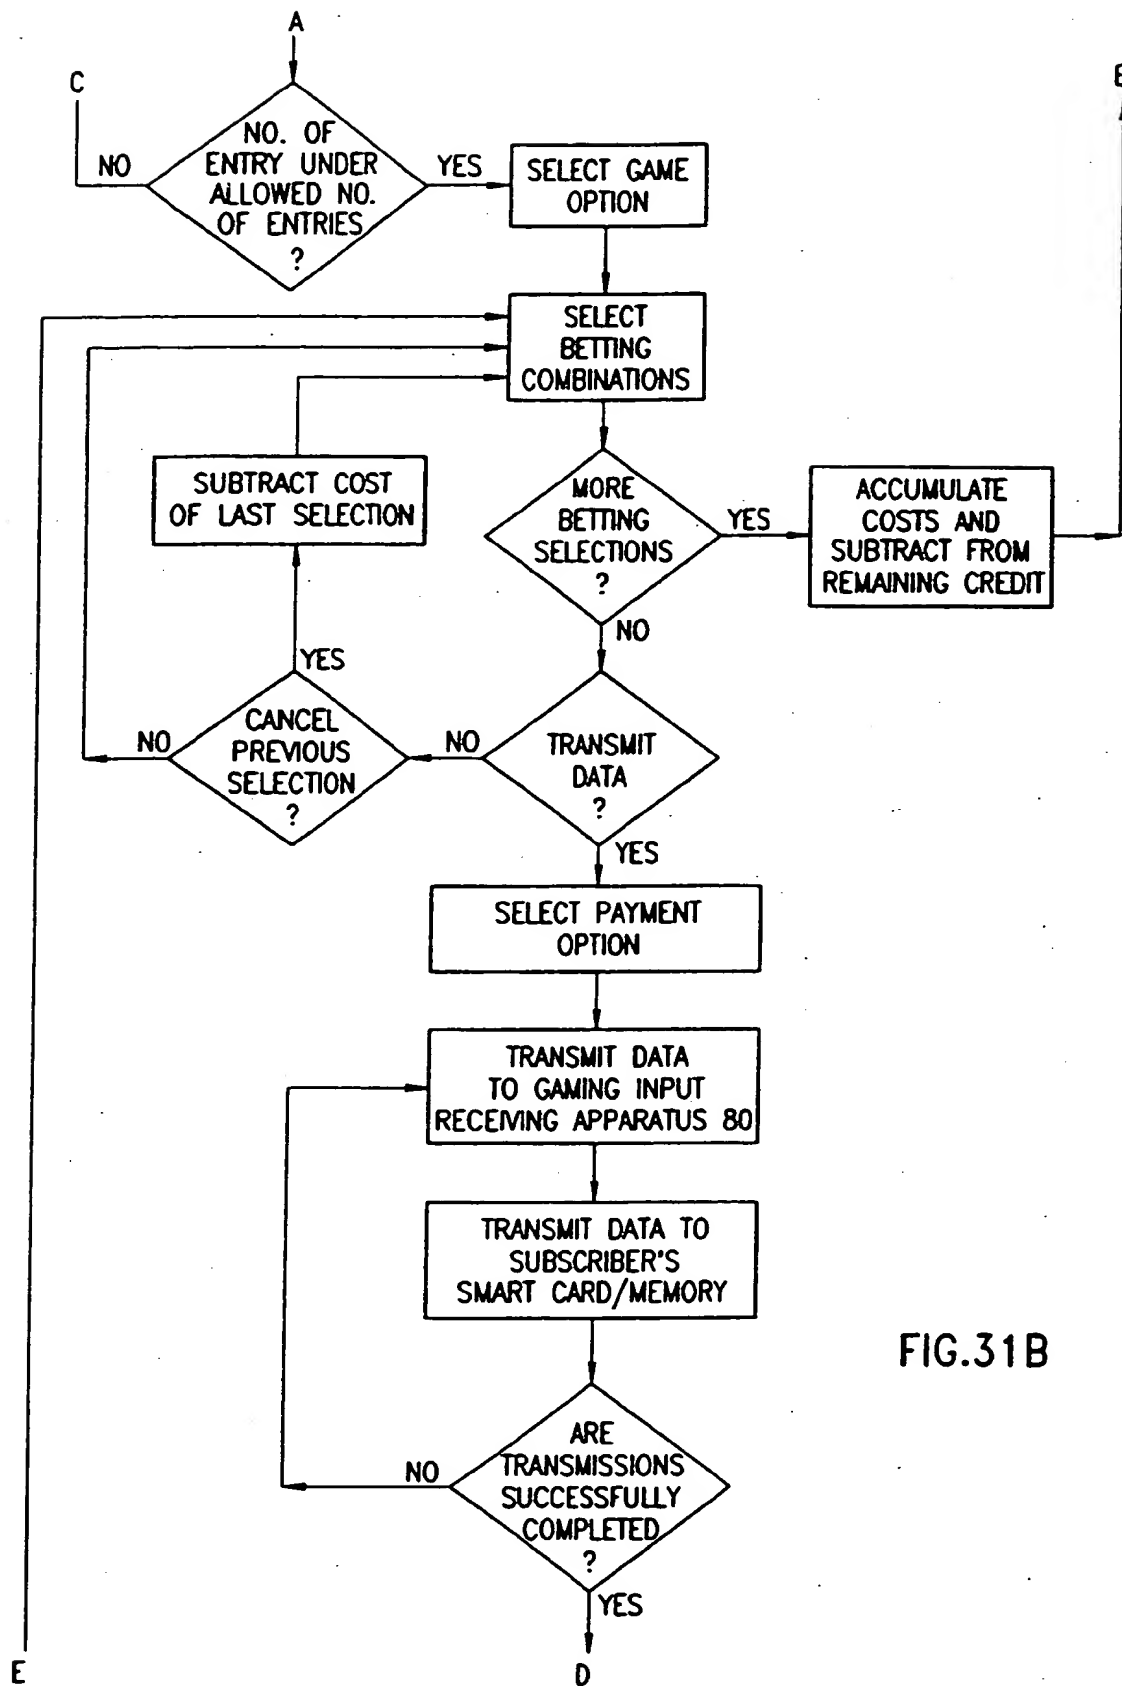 A
C
B
NO. OF
ENTRY UNDER
ALLOWED NO.
OF ENTRIES
?
NO
YES
SELECT GAME
OPTION
SELECT
BETTING
COMBINATIONS
SUBTRACT COST
OF LAST SELECTION
MORE
BETTING
SELECTIONS
?
YES
ACCUMULATE
COSTS AND
SUBTRACT FROM
REMAINING CREDIT
NO
YES
CANCEL
PREVIOUS
SELECTION
?
NO
NO
TRANSMIT
DATA
?
YES
SELECT PAYMENT
OPTION
TRANSMIT DATA
TO GAMING INPUT
RECEIVING APPARATUS 80
TRANSMIT DATA TO
SUBSCRIBER'S
SMART CARD/MEMORY
FIG.31B
ARE
TRANSMISSIONS
SUCCESSFULLY
COMPLETED
?
NO
YES
E
D